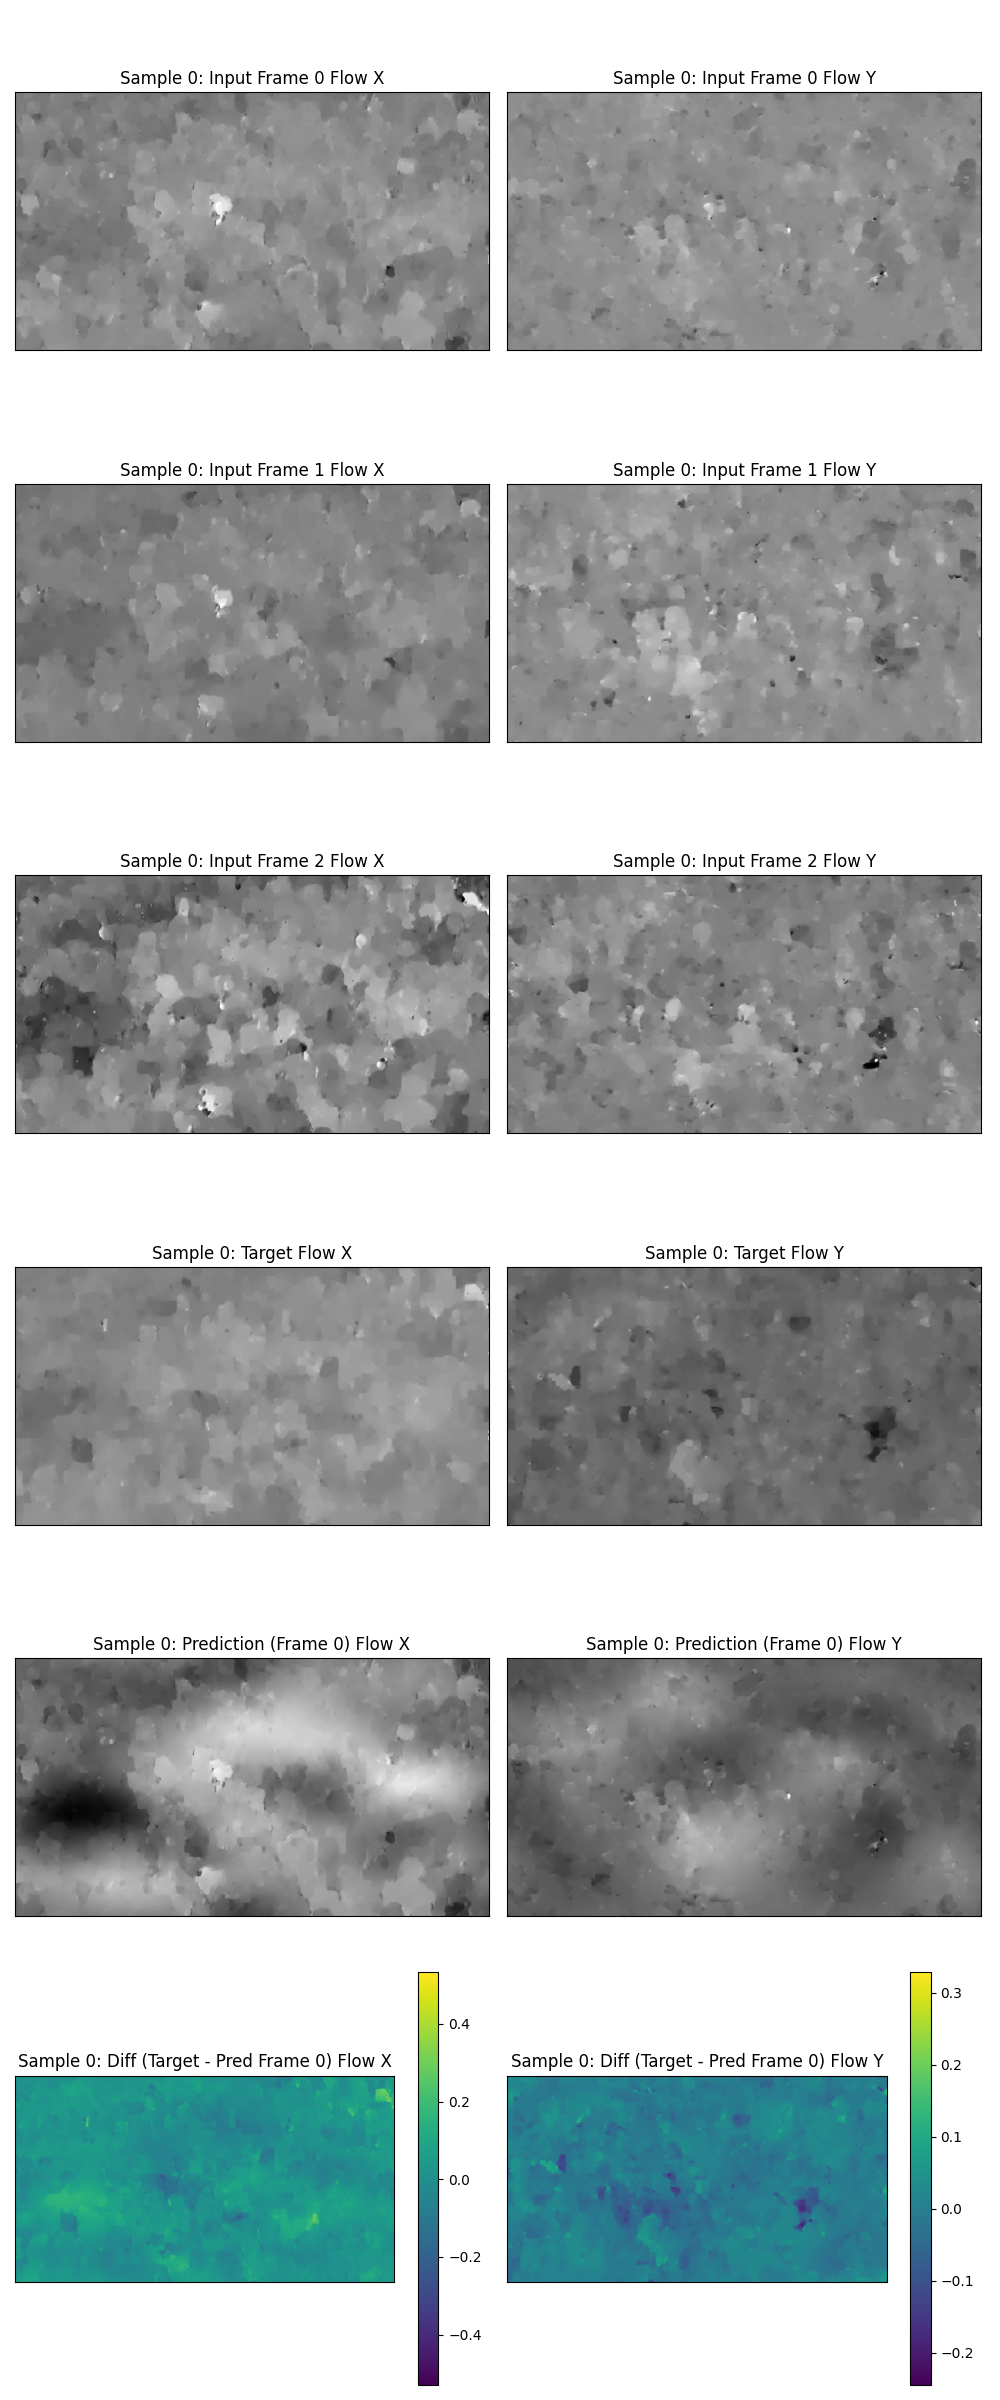 Sample 0: Input Frame 0 Flow X
Sample 0: Input Frame 0 Flow Y
Sample 0: Input Frame 1 Flow X
Sample 0: Input Frame 1 Flow Y
Sample 0: Input Frame 2 Flow X
Sample 0: Input Frame 2 Flow Y
Sample 0: Target Flow X
Sample 0: Target Flow Y
Sample 0: Prediction (Frame 0) Flow X
Sample 0: Prediction (Frame 0) Flow Y
Sample 0: Diff (Target - Pred Frame 0) Flow X
0.4
0.2
0.0
−0.2
−0.4
Sample 0: Diff (Target - Pred Frame 0) Flow Y
0.3
0.2
0.1
0.0
−0.1
−0.2